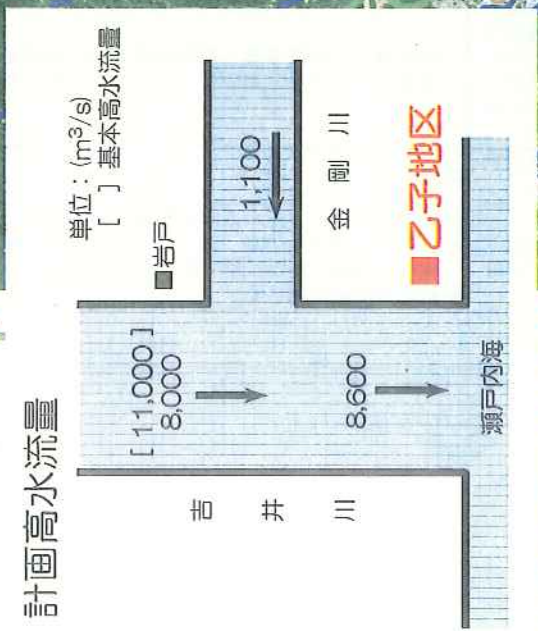 計画高水流量
単位：(m³/s)
[　] 基本高水流量
■岩戸
[ 11,000 ]
8,000
1,100
金剛川
8,600
■乙子地区
吉井川
瀬戸内海